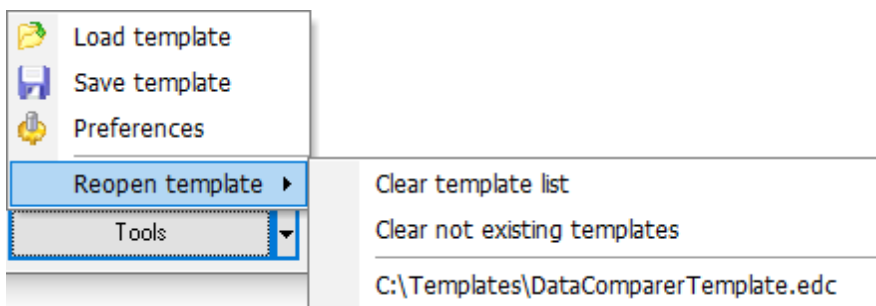 Load template
Save template
Preferences
Reopen template
Clear template list
Tools
Clear not existing templates
C:\Templates\DataComparerTemplate.edc